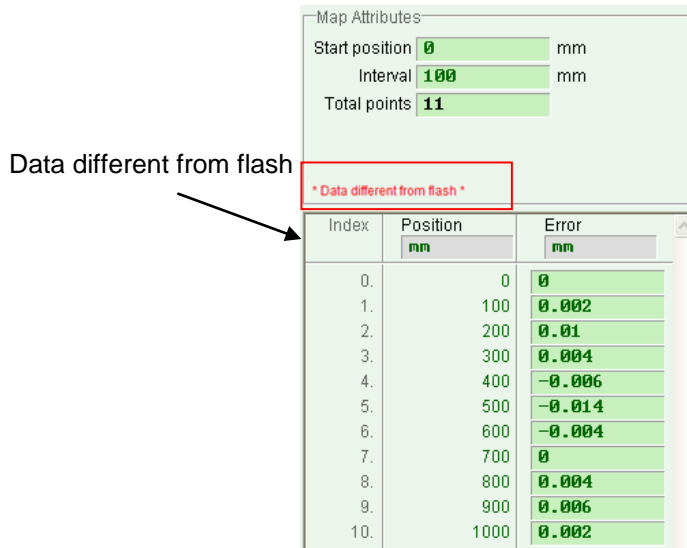 Map Attributes
Start position 0 mm
Interval 100 mm
Total points 11
Data different from flash
* Data different from flash *
Index Position Error
mm mm
0. 0 0
1. 100 0.002
2. 200 0.01
3. 300 0.004
4. 400 -0.006
5. 500 -0.014
6. 600 -0.004
7. 700 0
8. 800 0.004
9. 900 0.006
10. 1000 0.002